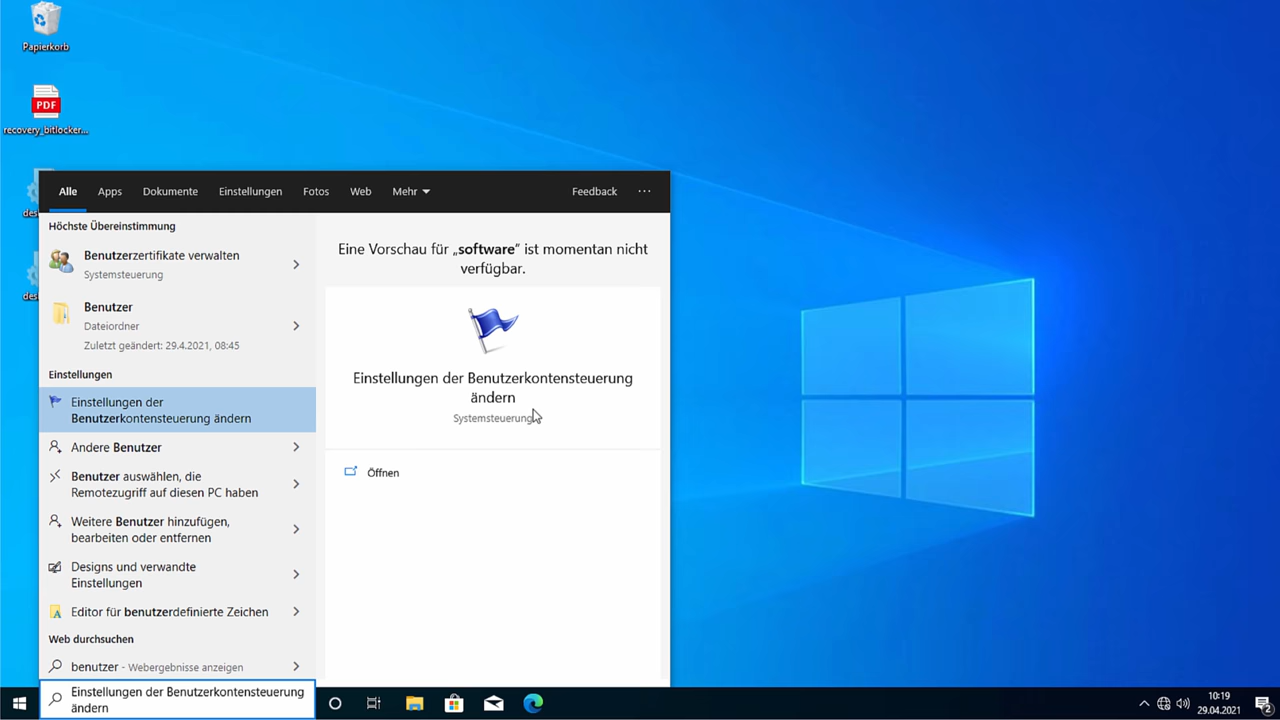 Papierkorb
PDF
recovery_bitlocker...
Alle
Apps
Dokumente
Einstellungen
Fotos
Web
Mehr
Feedback
...
Höchste Übereinstimmung
Benutzerzertifikate verwalten
Systemsteuerung
Benutzer
Dateiordner
Zuletzt geändert: 29.4.2021, 08:45
Einstellungen
Einstellungen der
Benutzerkontensteuerung ändern
Andere Benutzer
Benutzer auswählen, die
Remotezugriff auf diesen PC haben
Weitere Benutzer hinzufügen,
bearbeiten oder entfernen
Designs und verwandte
Einstellungen
Editor für benutzerdefinierte Zeichen
Web durchsuchen
benutzer - Webergebnisse anzeigen
Einstellungen der Benutzerkontensteuerung
ändern
Eine Vorschau für „software” ist momentan nicht
verfügbar.
Einstellungen der Benutzerkontensteuerung
ändern
Systemsteuerung
Öffnen
10:19
29.04.2021
2